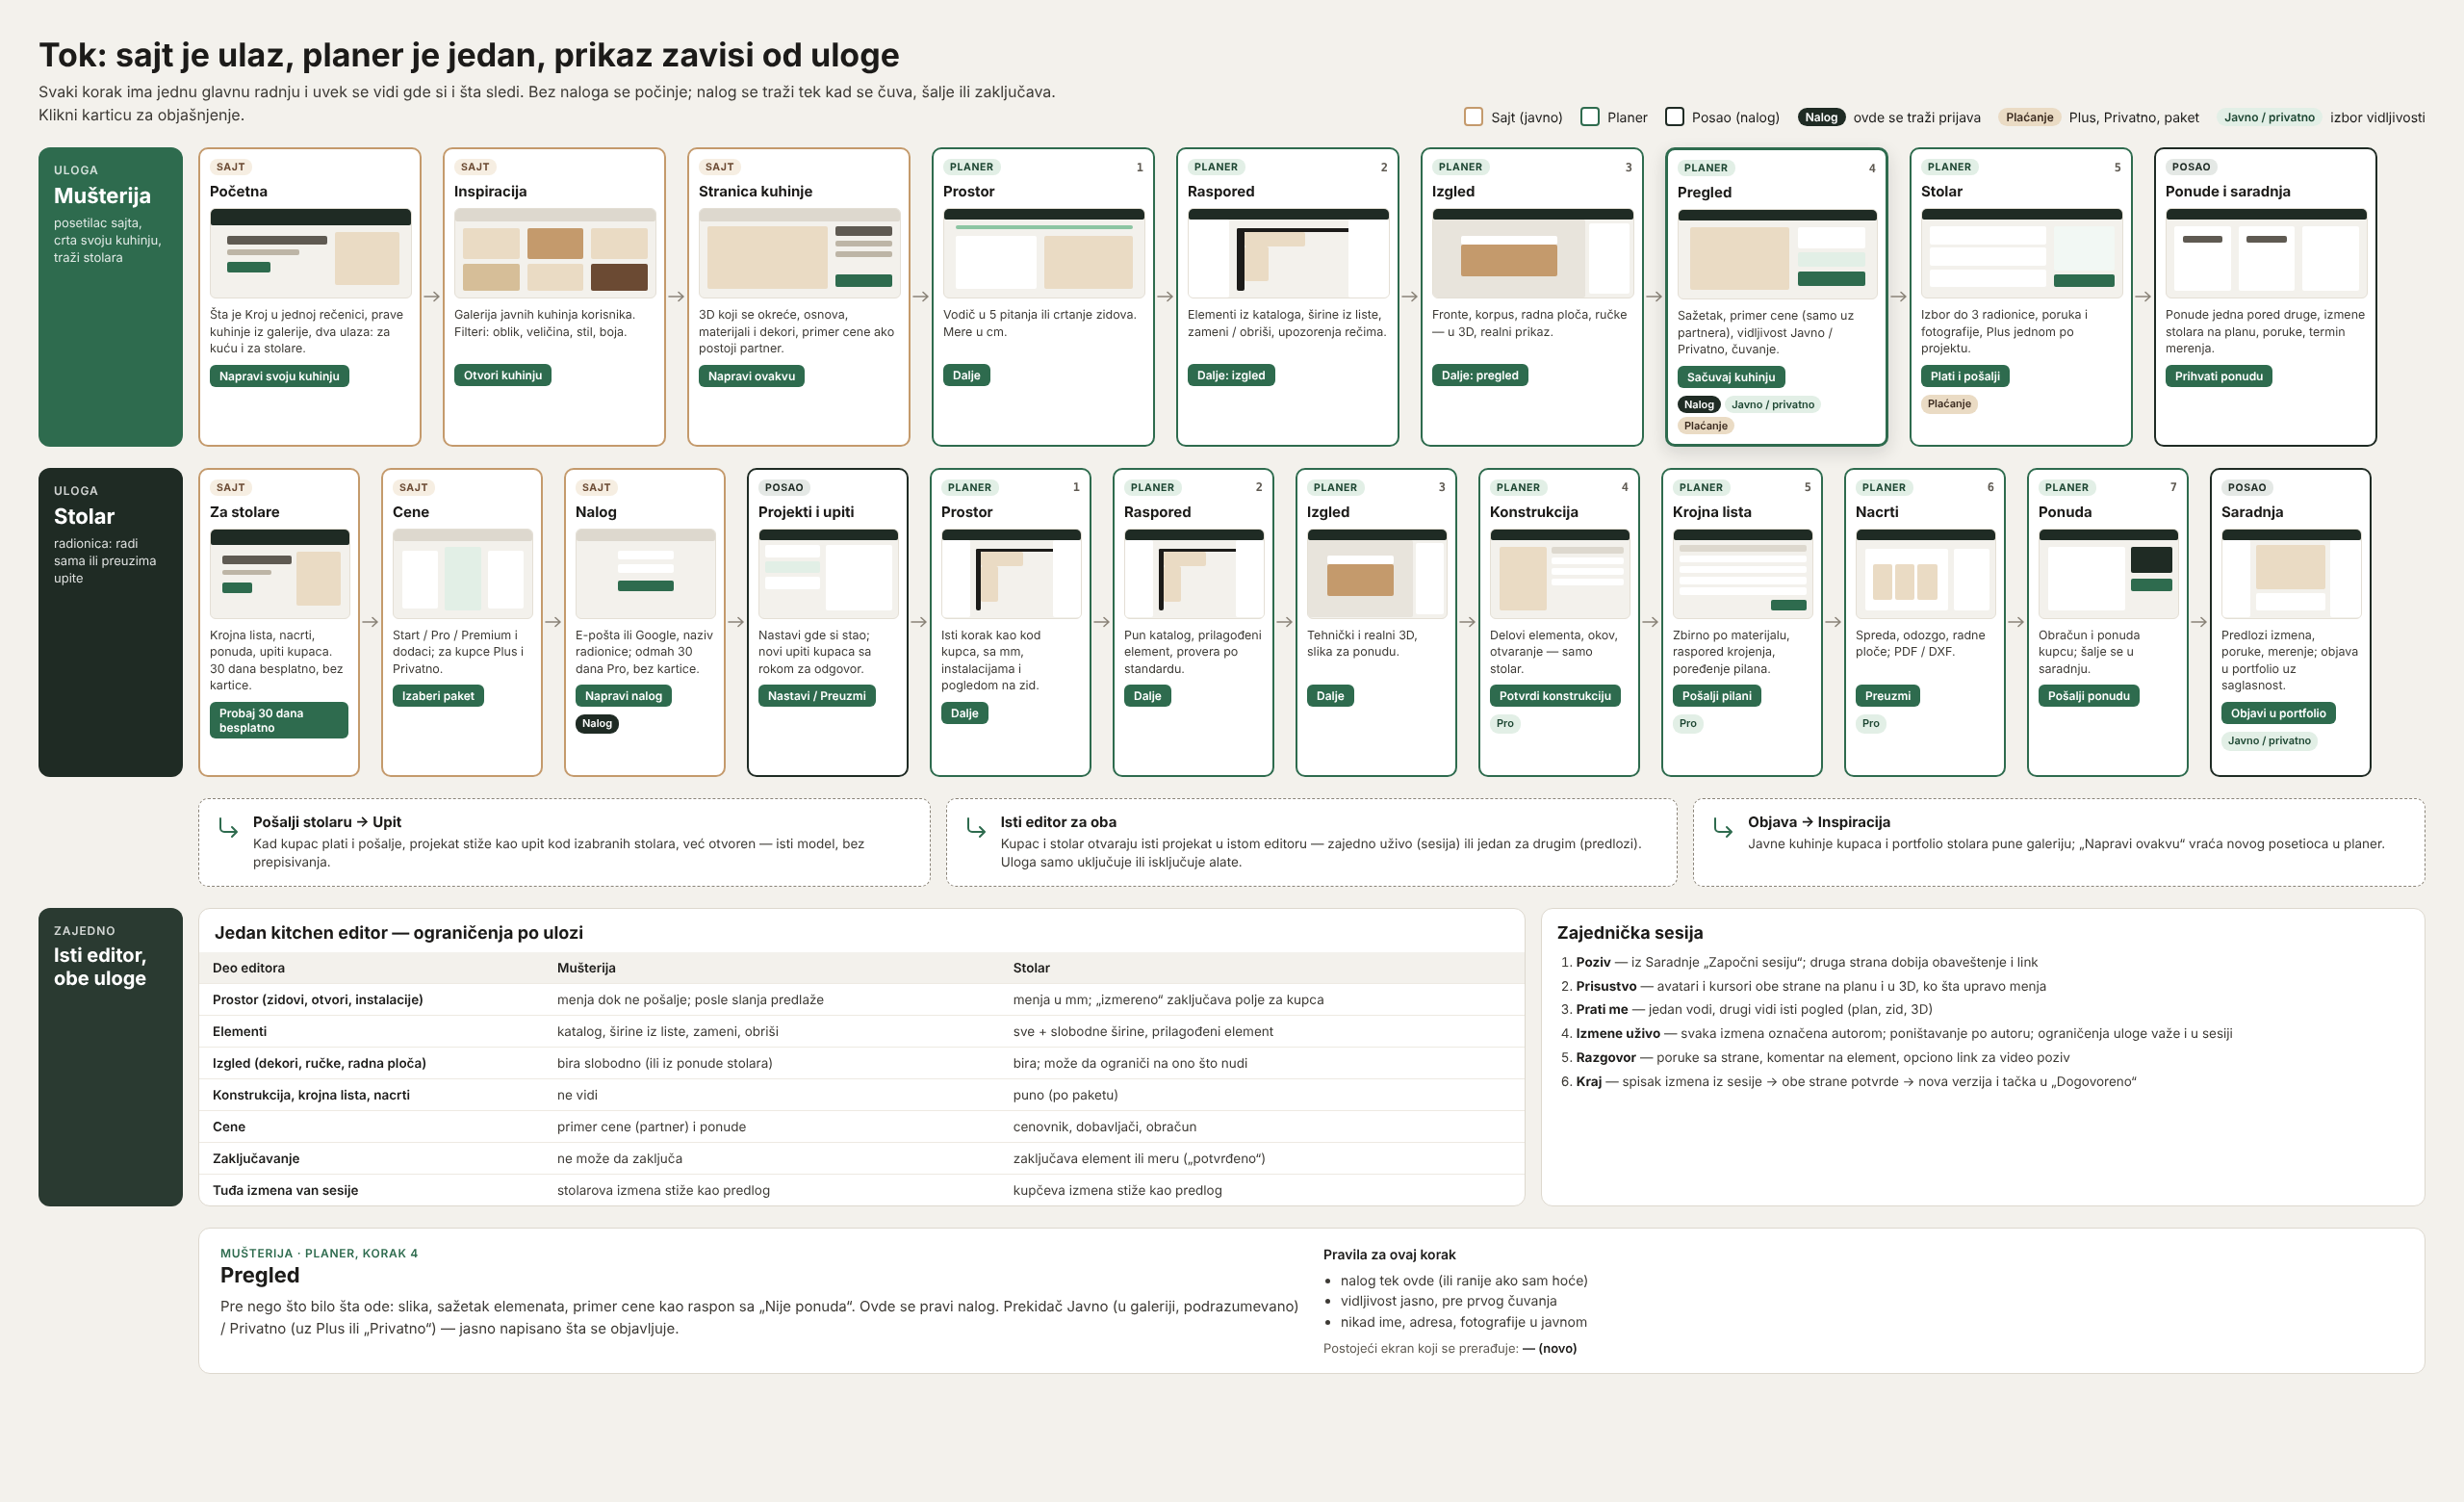 Tok: sajt je ulaz, planer je jedan, prikaz zavisi od uloge
Svaki korak ima jednu glavnu radnju i uvek se vidi gde si i šta sledi. Bez naloga se počinje; nalog se traži tek kad se čuva, šalje ili zaključava.
Klikni karticu za objašnjenje.
Sajt (javno) Planer Posao (nalog) Nalog ovde se traži prijava Plaćanje Plus, Privatno, paket Javno / privatno izbor vidljivosti
ULOGA
Mušterija
posetilac sajta,
crta svoju kuhinju,
traži stolara
SAJT
Početna
Šta je Kroj u jednoj rečenici, prave
kuhinje iz galerije, dva ulaza: za
kuću i za stolare.
Napravi svoju kuhinju
SAJT
Inspiracija
Galerija javnih kuhinja korisnika.
Filteri: oblik, veličina, stil, boja.
Otvori kuhinju
SAJT
Stranica kuhinje
3D koji se okreće, osnova,
materijali i dekori, primer cene ako
postoji partner.
Napravi ovakvu
PLANER 1
Prostor
Vodič u 5 pitanja ili crtanje zidova.
Mere u cm.
Dalje
PLANER 2
Raspored
Elementi iz kataloga, širine iz liste,
zameni / obriši, upozorenja rečima.
Dalje: izgled
PLANER 3
Izgled
Fronte, korpus, radna ploča, ručke
— u 3D, realni prikaz.
Dalje: pregled
PLANER 4
Pregled
Sažetak, primer cene (samo uz
partnera), vidljivost Javno /
Privatno, čuvanje.
Sačuvaj kuhinju
Nalog Javno / privatno
Plaćanje
PLANER 5
Stolar
Izbor do 3 radionice, poruka i
fotografije, Plus jednom po
projektu.
Plati i pošalji
Plaćanje
POSAO
Ponude i saradnja
Ponude jedna pored druge, izmene
stolara na planu, poruke, termin
merenja.
Prihvati ponudu
ULOGA
Stolar
radionica: radi
sama ili preuzima
upite
SAJT
Za stolare
Krojna lista, nacrti,
ponuda, upiti kupaca.
30 dana besplatno, bez
kartice.
Probaj 30 dana
besplatno
SAJT
Cene
Start / Pro / Premium i
dodaci; za kupce Plus i
Privatno.
Izaberi paket
SAJT
Nalog
E-pošta ili Google, naziv
radionice; odmah 30
dana Pro, bez kartice.
Napravi nalog
Nalog
POSAO
Projekti i upiti
Nastavi gde si stao;
novi upiti kupaca sa
rokom za odgovor.
Nastavi / Preuzmi
PLANER 1
Prostor
Isti korak kao kod
kupca, sa mm,
instalacijama i
pogledom na zid.
Dalje
PLANER 2
Raspored
Pun katalog, prilagođeni
element, provera po
standardu.
Dalje
PLANER 3
Izgled
Tehnički i realni 3D,
slika za ponudu.
Dalje
PLANER 4
Konstrukcija
Delovi elementa, okov,
otvaranje — samo
stolar.
Potvrdi konstrukciju
Pro
PLANER 5
Krojna lista
Zbirno po materijalu,
raspored krojenja,
poređenje pilana.
Pošalji pilani
Pro
PLANER 6
Nacrti
Spreda, odozgo, radne
ploče; PDF / DXF.
Preuzmi
Pro
PLANER 7
Ponuda
Obračun i ponuda
kupcu; šalje se u
saradnju.
Pošalji ponudu
POSAO
Saradnja
Predlozi izmena,
poruke, merenje; objava
u portfolio uz
saglasnost.
Objavi u portfolio
Javno / privatno
Pošalji stolaru → Upit
Kad kupac plati i pošalje, projekat stiže kao upit kod izabranih stolara, već otvoren — isti model, bez
prepisivanja.
Isti editor za oba
Kupac i stolar otvaraju isti projekat u istom editoru — zajedno uživo (sesija) ili jedan za drugim (predlozi).
Uloga samo uključuje ili isključuje alate.
Objava → Inspiracija
Javne kuhinje kupaca i portfolio stolara pune galeriju; „Napravi ovakvu“ vraća novog posetioca u planer.
ZAJEDNO
Isti editor,
obe uloge
Jedan kitchen editor — ograničenja po ulozi
Deo editora Mušterija Stolar
Prostor (zidovi, otvori, instalacije) menja dok ne pošalje; posle slanja predlaže menja u mm; „izmereno“ zaključava polje za kupca
Elementi katalog, širine iz liste, zameni, obriši sve + slobodne širine, prilagođeni element
Izgled (dekori, ručke, radna ploča) bira slobodno (ili iz ponude stolara) bira; može da ograniči na ono što nudi
Konstrukcija, krojna lista, nacrti ne vidi puno (po paketu)
Cene primer cene (partner) i ponude cenovnik, dobavljači, obračun
Zaključavanje ne može da zaključa zaključava element ili meru („potvrđeno“)
Tuđa izmena van sesije stolarova izmena stiže kao predlog kupčeva izmena stiže kao predlog
Zajednička sesija
1. Poziv — iz Saradnje „Započni sesiju“; druga strana dobija obaveštenje i link
2. Prisustvo — avatari i kursori obe strane na planu i u 3D, ko šta upravo menja
3. Prati me — jedan vodi, drugi vidi isti pogled (plan, zid, 3D)
4. Izmene uživo — svaka izmena označena autorom; poništavanje po autoru; ograničenja uloge važe i u sesiji
5. Razgovor — poruke sa strane, komentar na element, opciono link za video poziv
6. Kraj — spisak izmena iz sesije → obe strane potvrde → nova verzija i tačka u „Dogovoreno“
MUŠTERIJA · PLANER, KORAK 4
Pregled
Pre nego što bilo šta ode: slika, sažetak elemenata, primer cene kao raspon sa „Nije ponuda“. Ovde se pravi nalog. Prekidač Javno (u galeriji, podrazumevano)
/ Privatno (uz Plus ili „Privatno“) — jasno napisano šta se objavljuje.
Pravila za ovaj korak
• nalog tek ovde (ili ranije ako sam hoće)
• vidljivost jasno, pre prvog čuvanja
• nikad ime, adresa, fotografije u javnom
Postojeći ekran koji se prerađuje: — (novo)